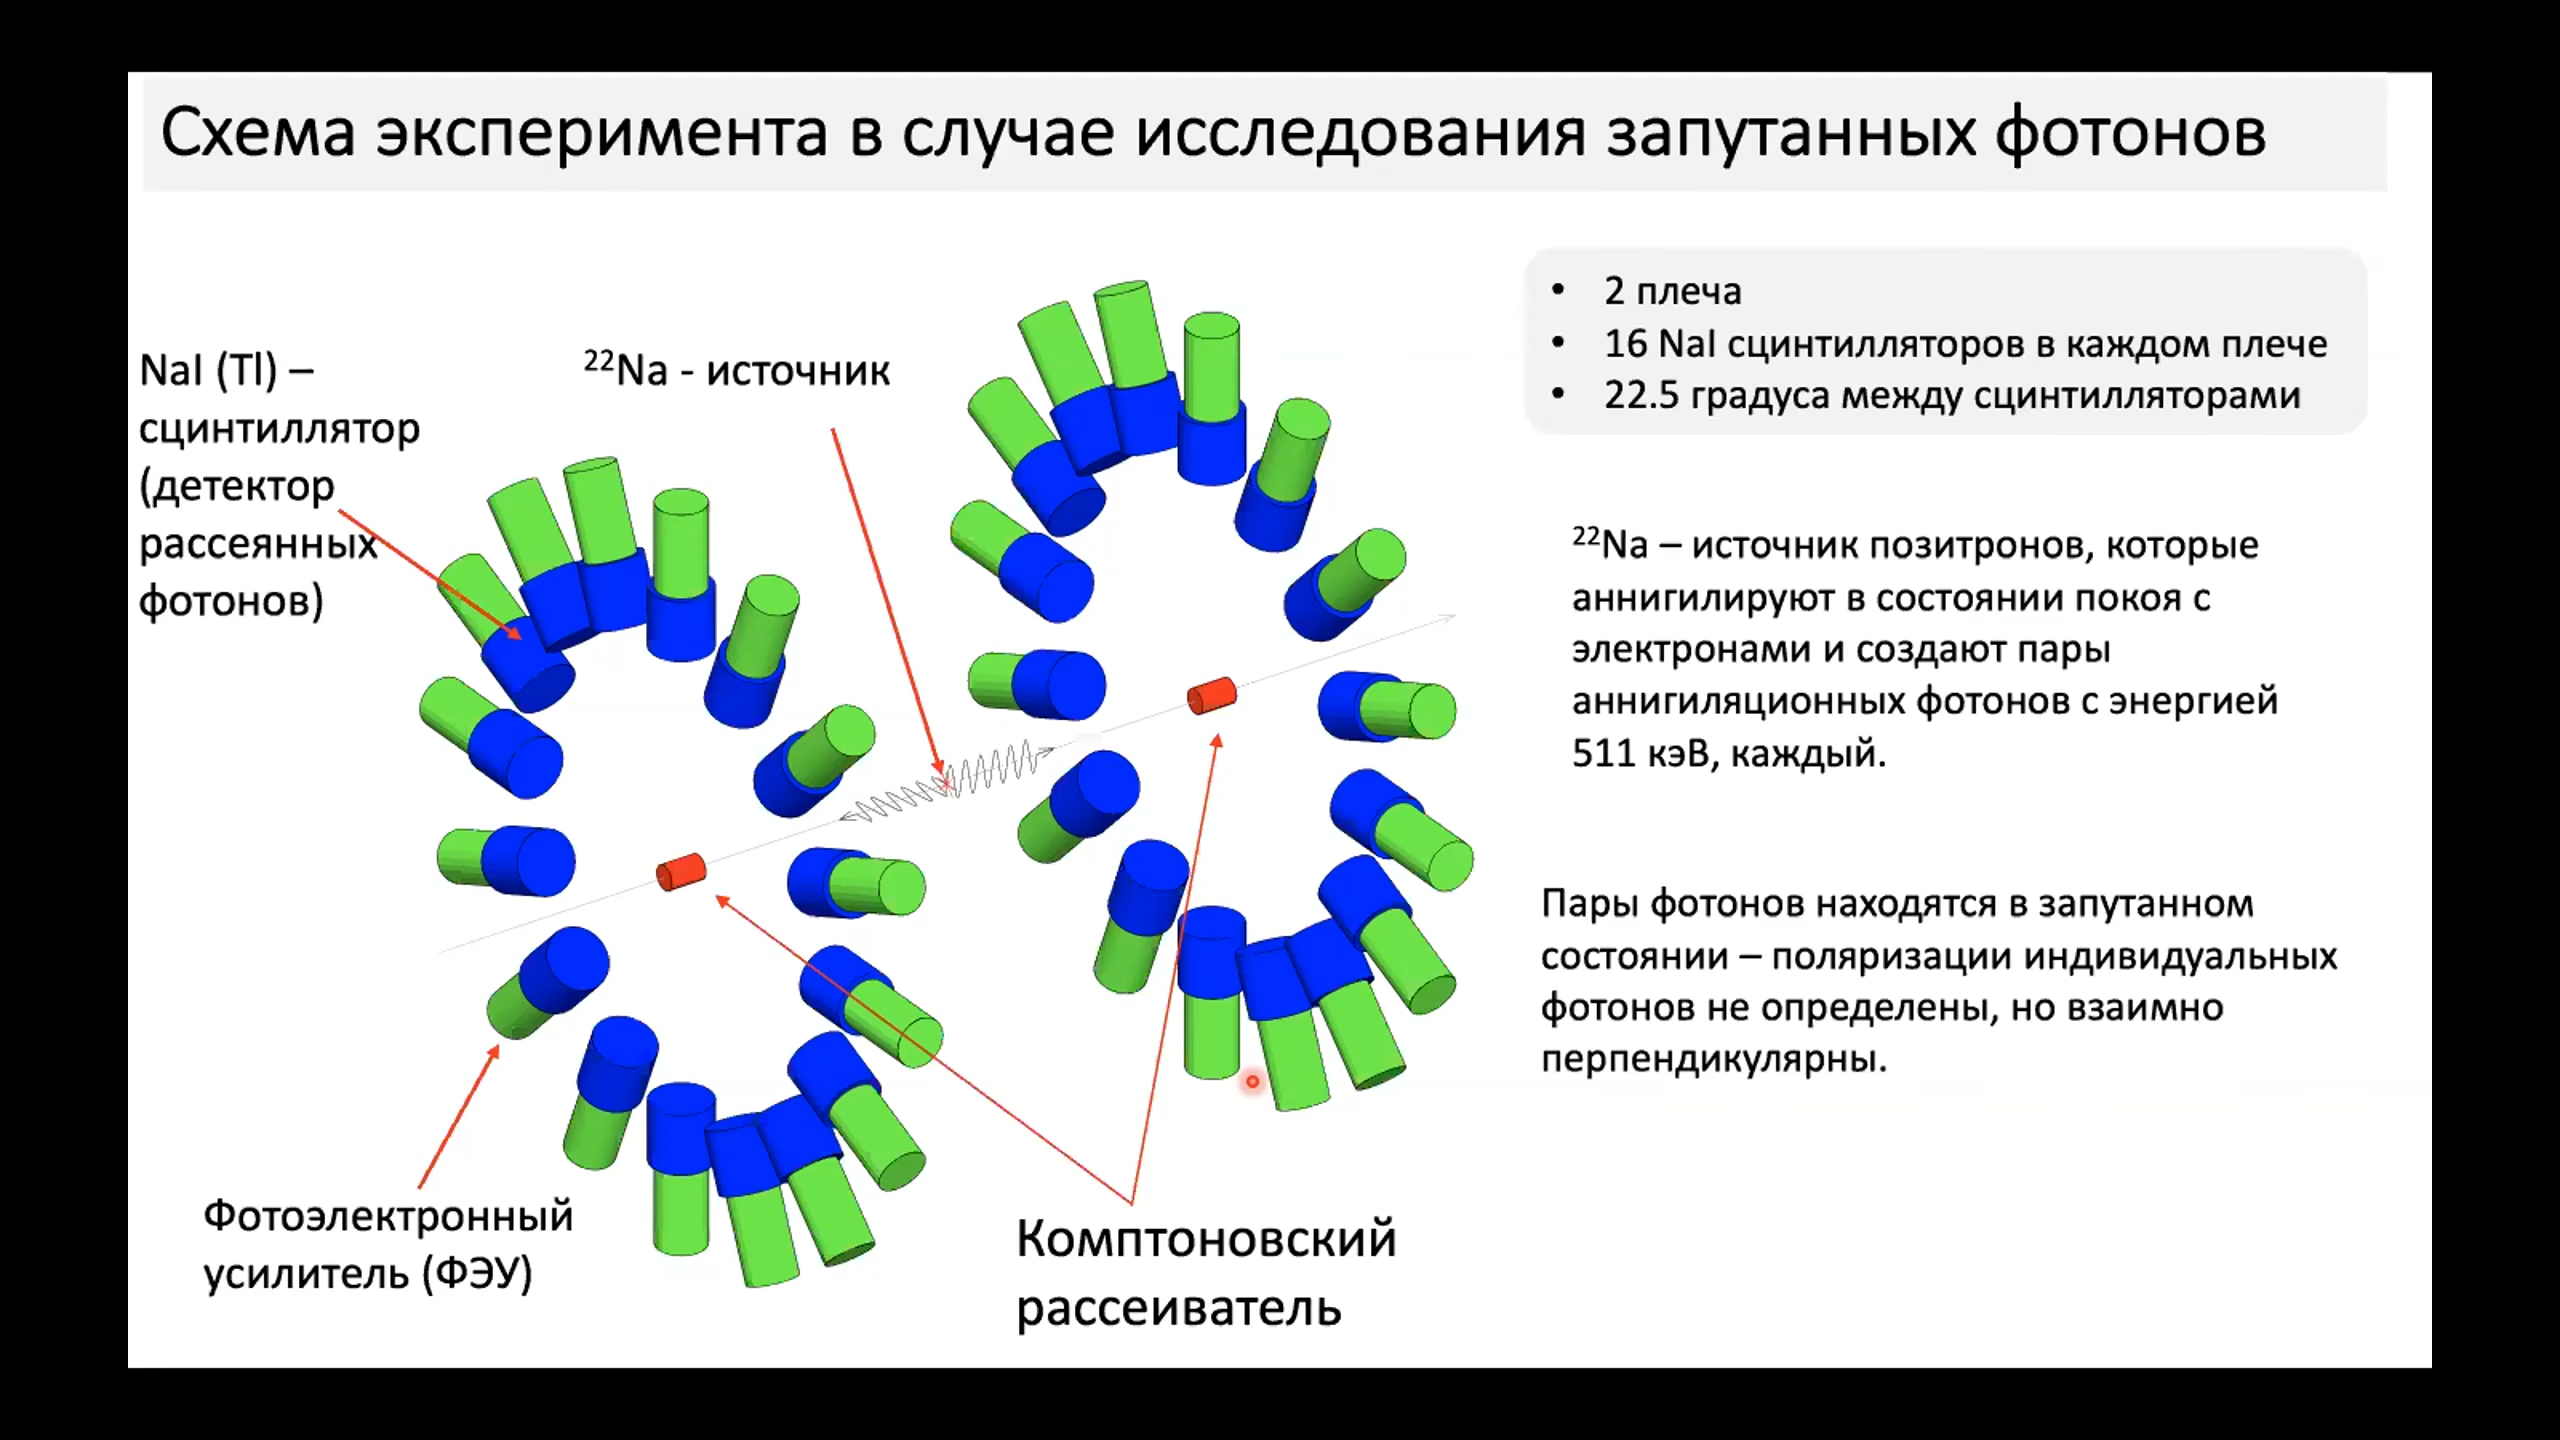 Схема эксперимента в случае исследования запутанных фотонов
NaI (Tl) –
сцинтиллятор
(детектор
рассеянных
фотонов)
²²Na - источник
• 2 плеча
• 16 NaI сцинтилляторов в каждом плече
• 22.5 градуса между сцинтилляторами
²²Na – источник позитронов, которые
аннигилируют в состоянии покоя с
электронами и создают пары
аннигиляционных фотонов с энергией
511 кэВ, каждый.
Пары фотонов находятся в запутанном
состоянии – поляризации индивидуальных
фотонов не определены, но взаимно
перпендикулярны.
Фотоэлектронный
усилитель (ФЭУ)
Комптоновский
рассеиватель